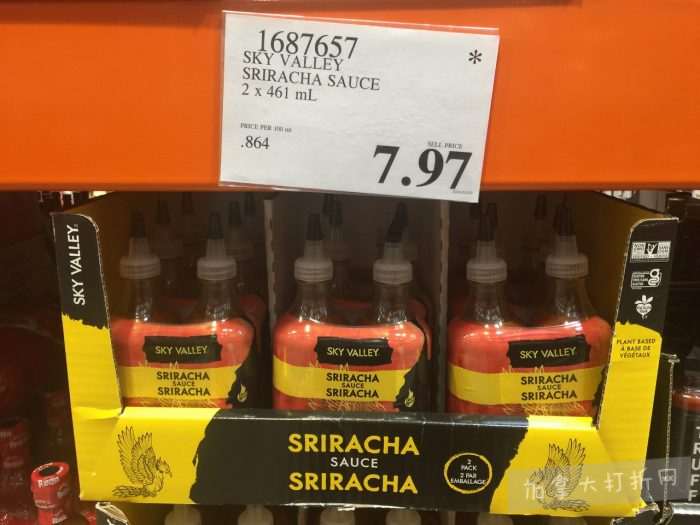 1687657
*
SKY VALLEY
SRIRACHA SAUCE
2 x 461 mL
PRICE PER 100 ml
.864
SELL PRICE
7.97
SKY VALLEY
SKY VALLEY
SRIRACHA
SAUCE
SRIRACHA
SKY VALLEY
SRIRACHA
SAUCE
SRIRACHA
SKY VALLEY
SRIRACHA
SAUCE
SRIRACHA
PLANT BASED
À BASE DE
VÉGÉTAUX
SRIRACHA
SAUCE
SRIRACHA
2
PACK
2 PAR
EMBALLAGE
加拿大打折网